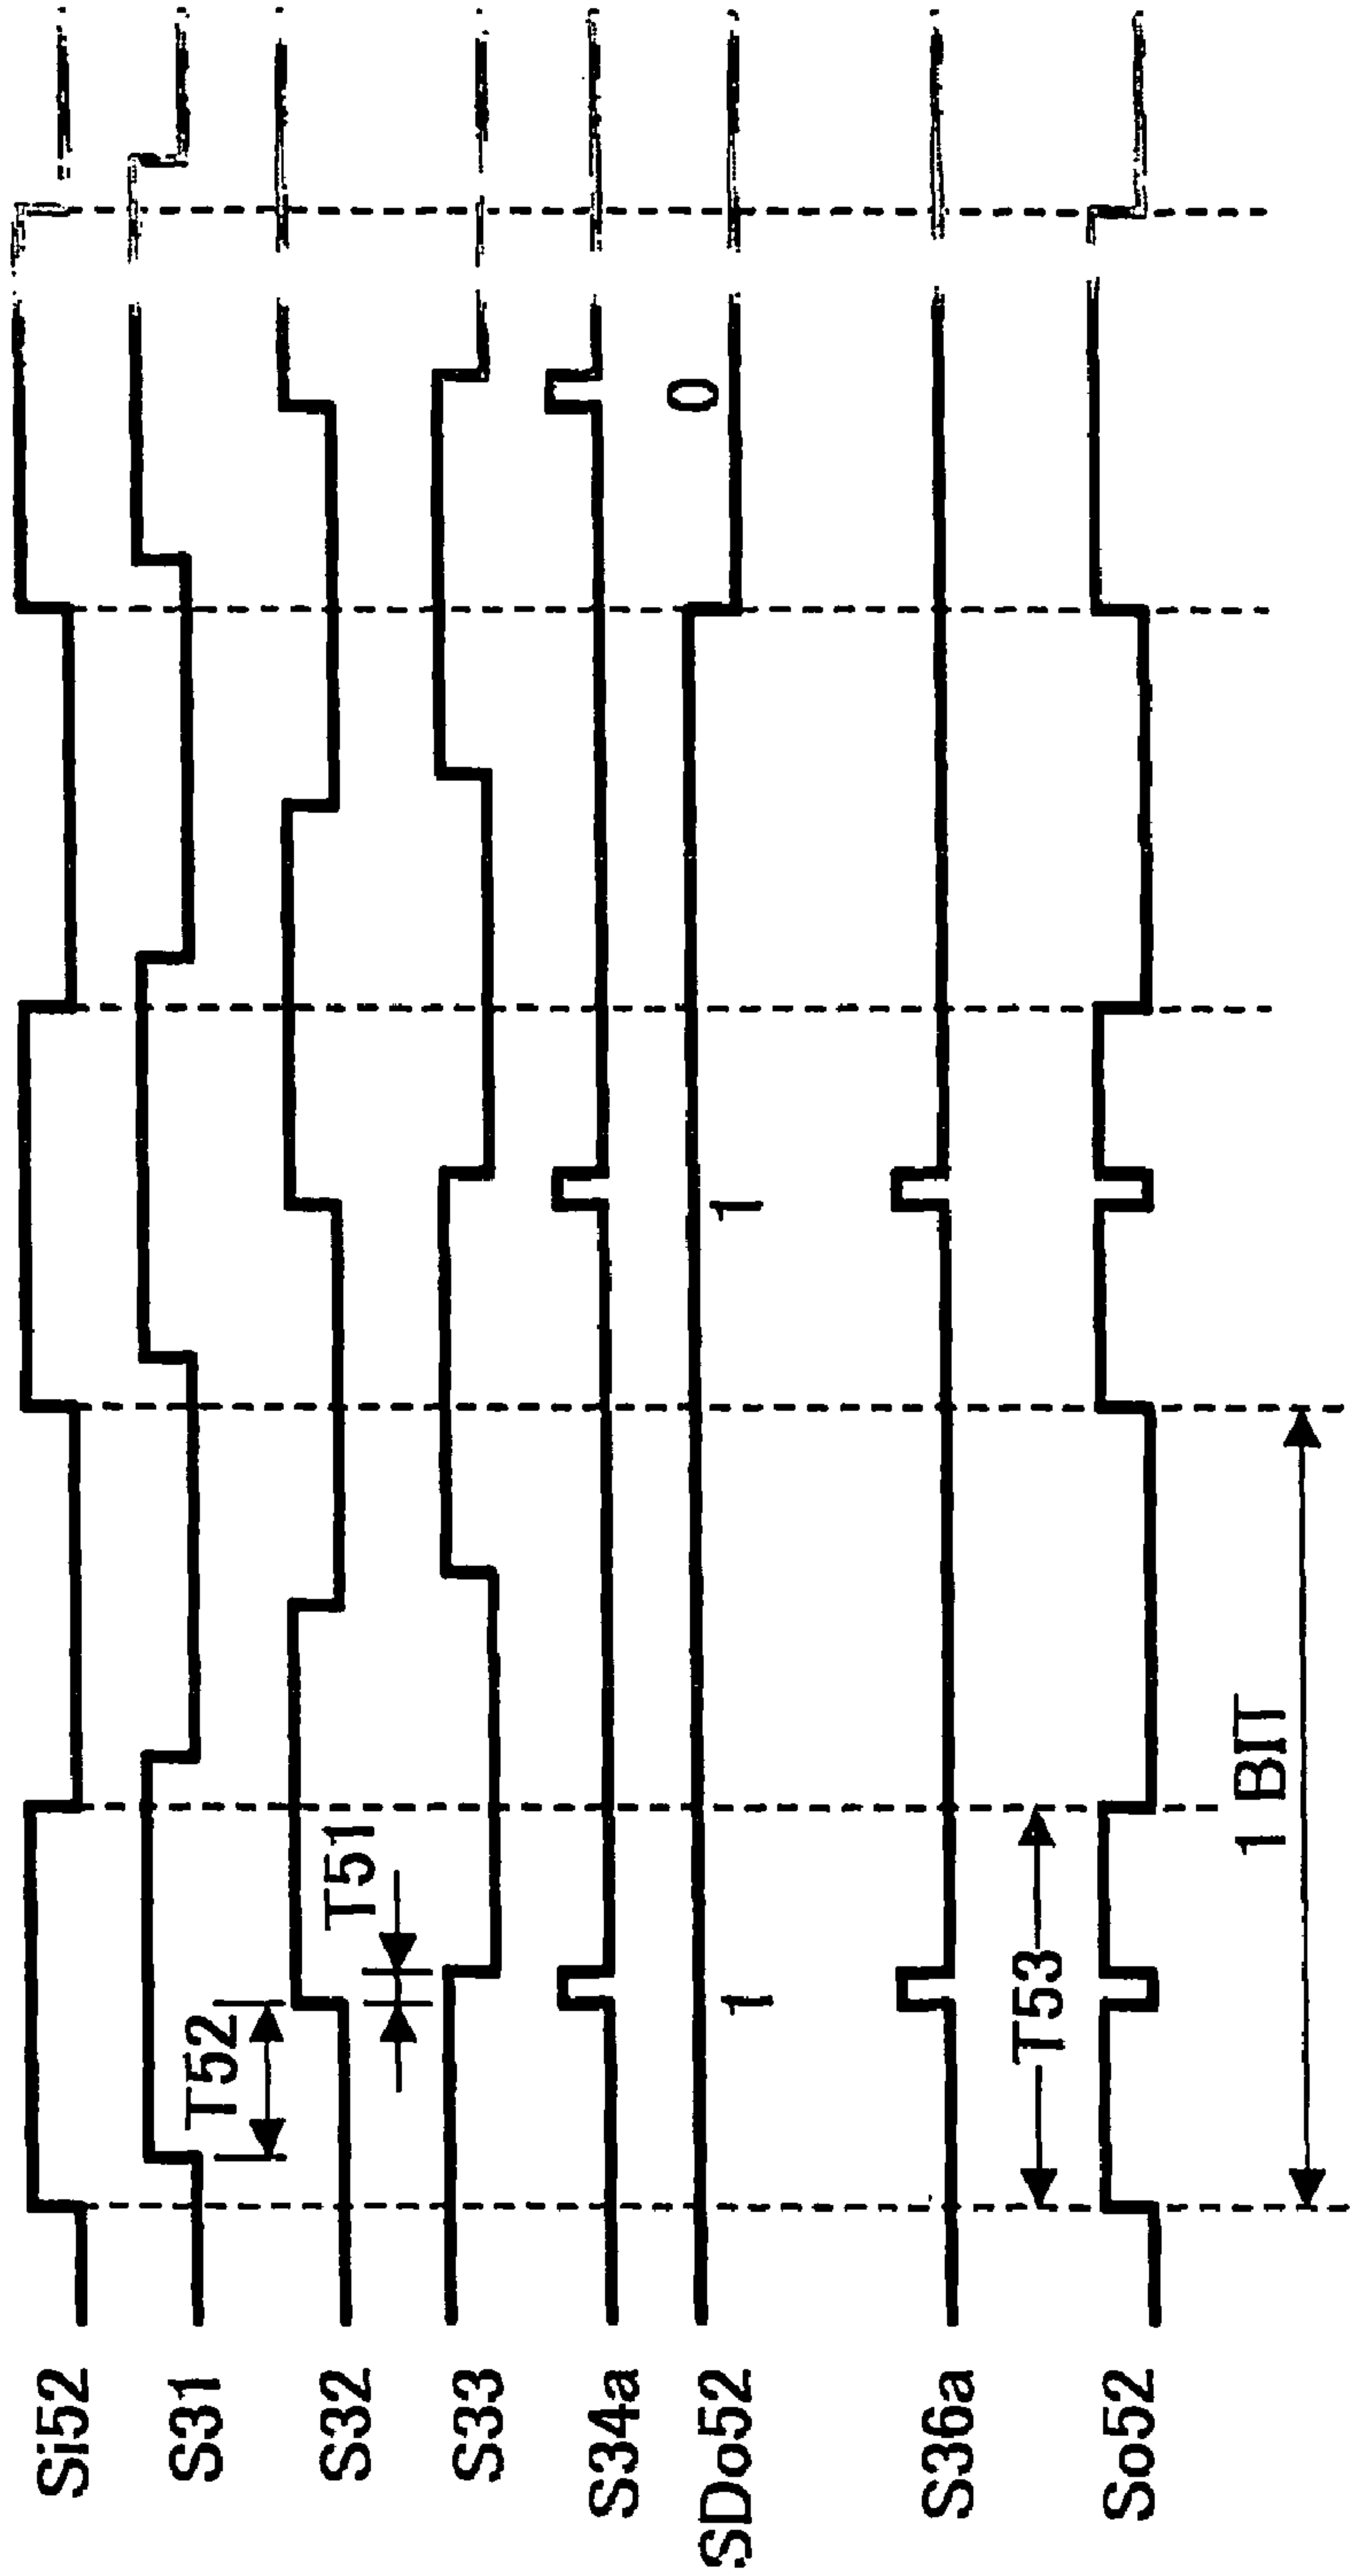 Si52
S31
T52
S32
T51
S33
S34a
SDo52
1
1
0
S36a
T53
So52
1 BIT